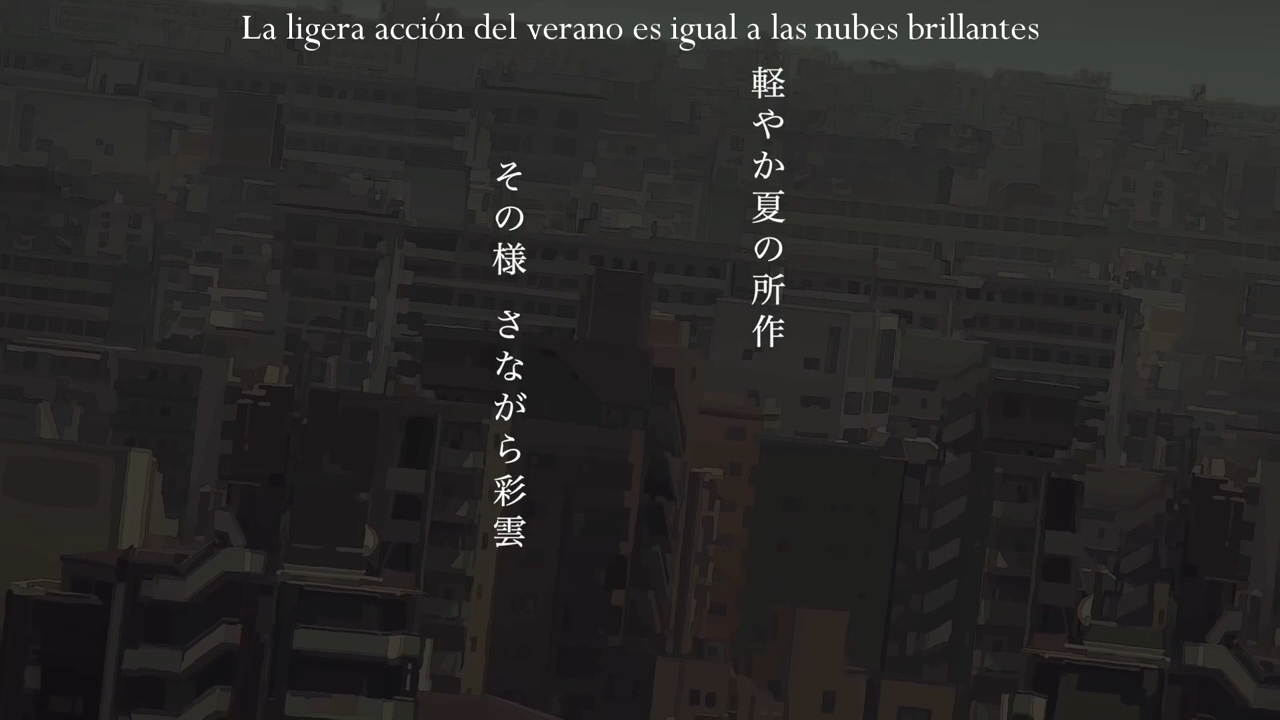 La ligera acción del verano es igual a las nubes brillantes
軽やか夏の所作
その様 さながら彩雲